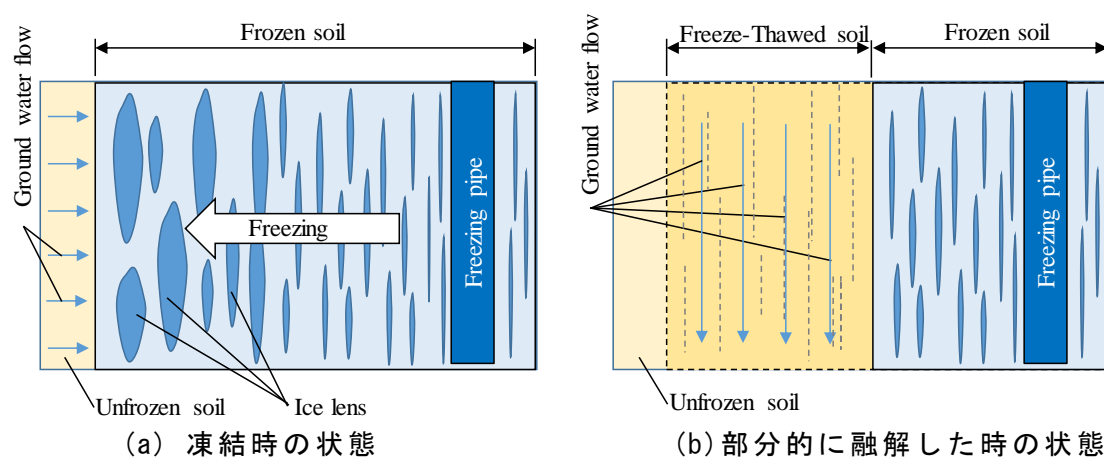 Frozen soil
Ground water flow
Freezing
Freezing pipe
Unfrozen soil
Ice lens
(a) 凍結時の状態
Freeze-Thawed soil
Frozen soil
Ground water flow
Freezing pipe
Unfrozen soil
(b)部分的に融解した時の状態